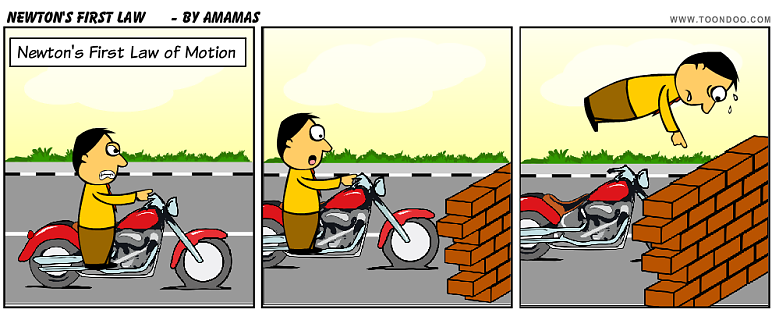 NEWTON'S FIRST LAW - BY AMAMAS
WWW.TOONDOO.COM
Newton's First Law of Motion